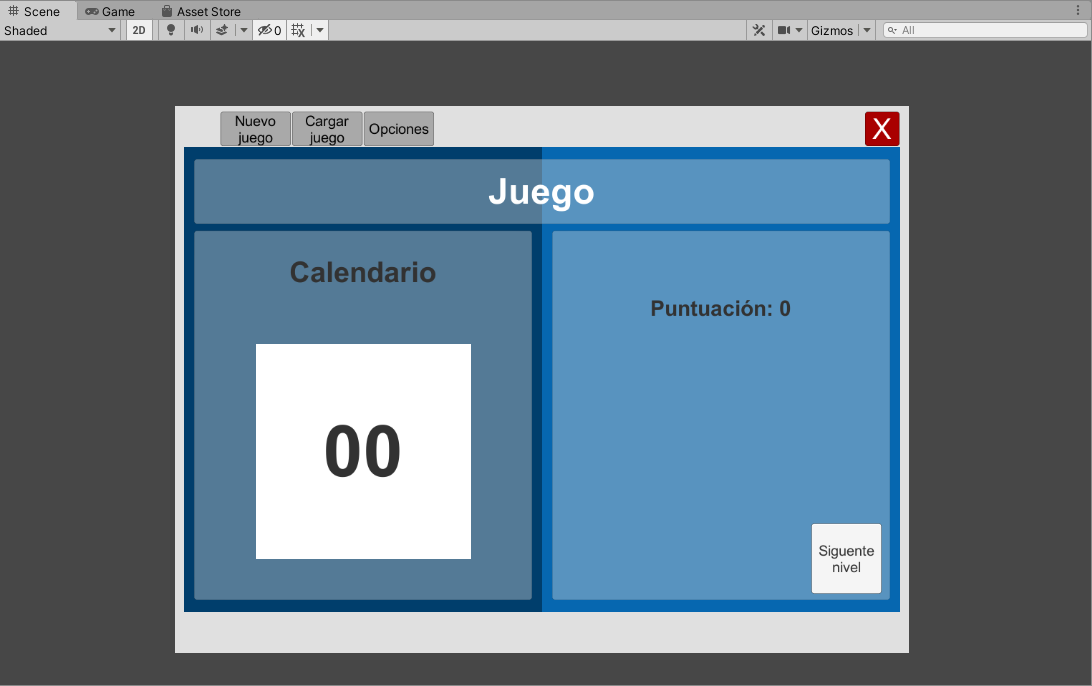 Scene Game Asset Store
Shaded 2D 0 Gizmos All
Nuevo
juego
Cargar
juego
Opciones
X
Juego
Calendario
Puntuación: 0
00
Siguente
nivel